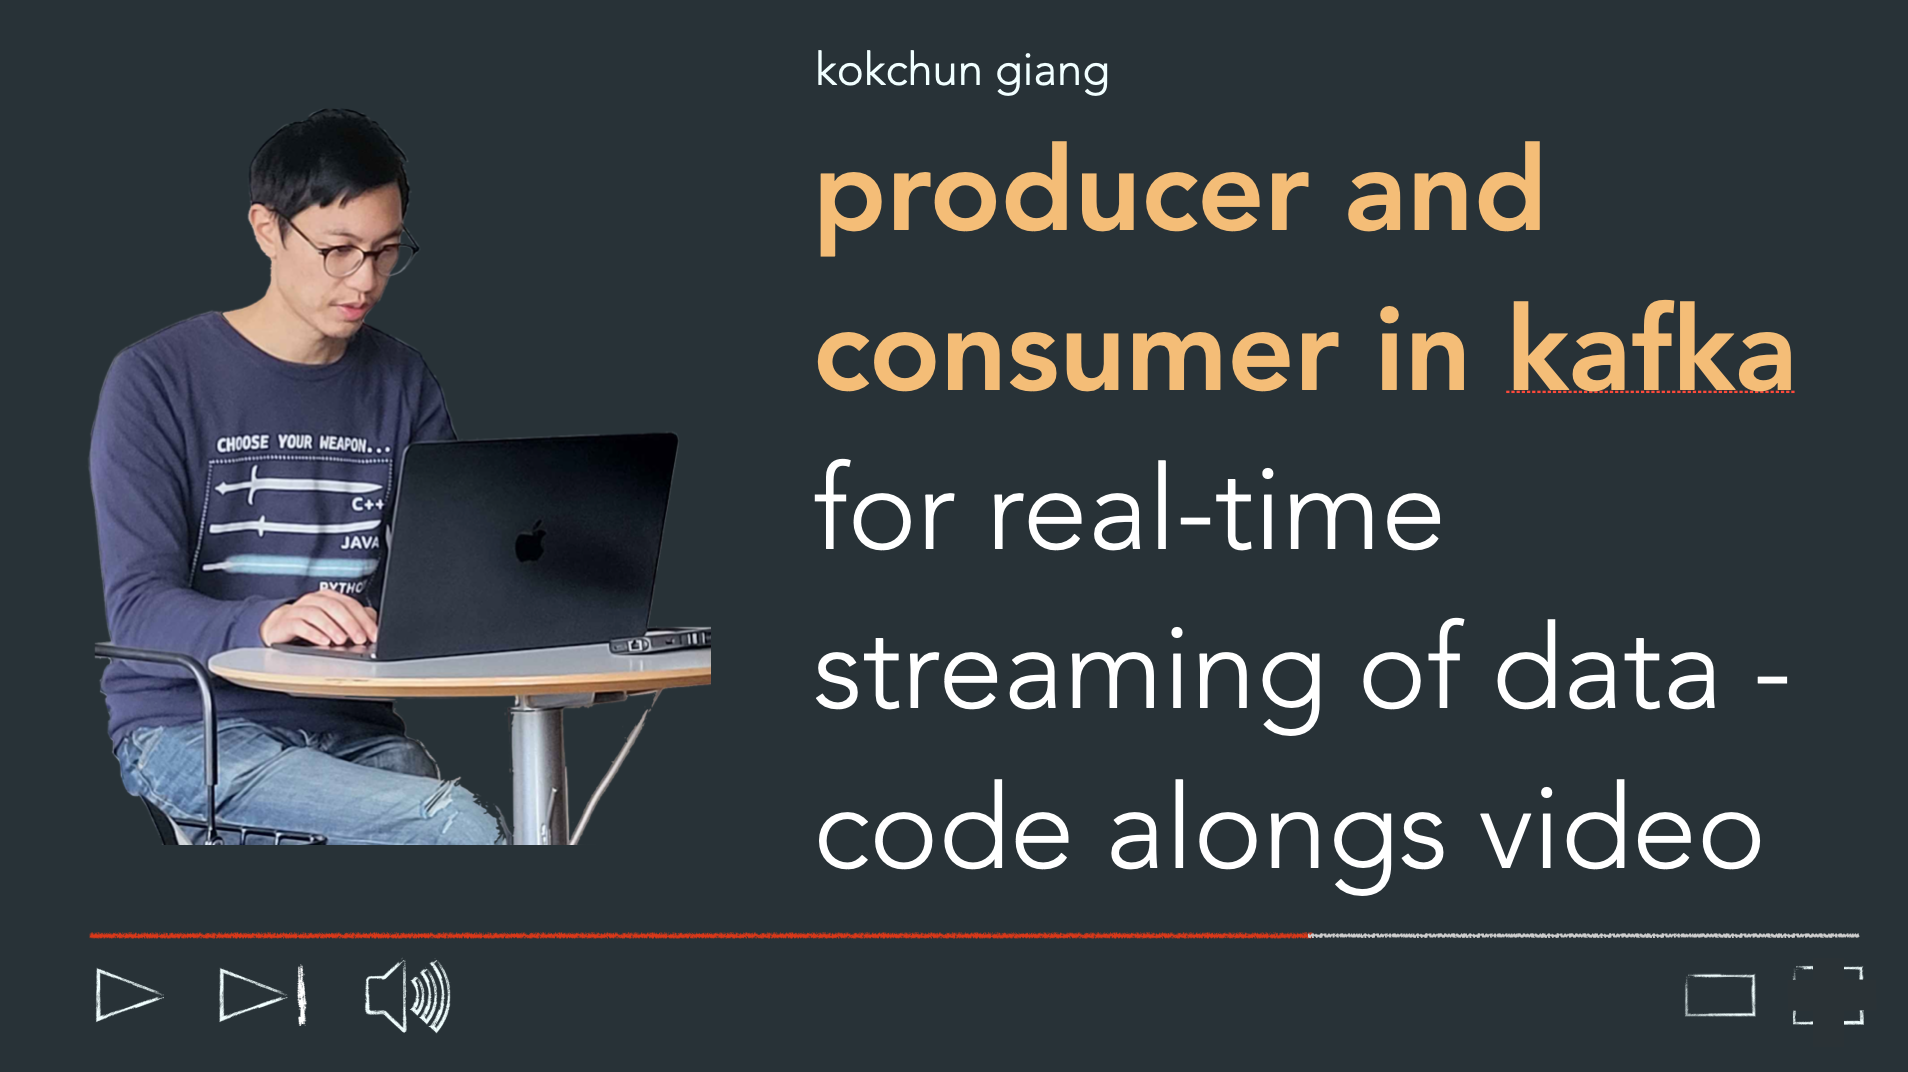 kokchun giang
producer and
consumer in kafka
for real-time
streaming of data -
code alongs video
CHOOSE YOUR WEAPON...
C++
JAVA
PYTHO